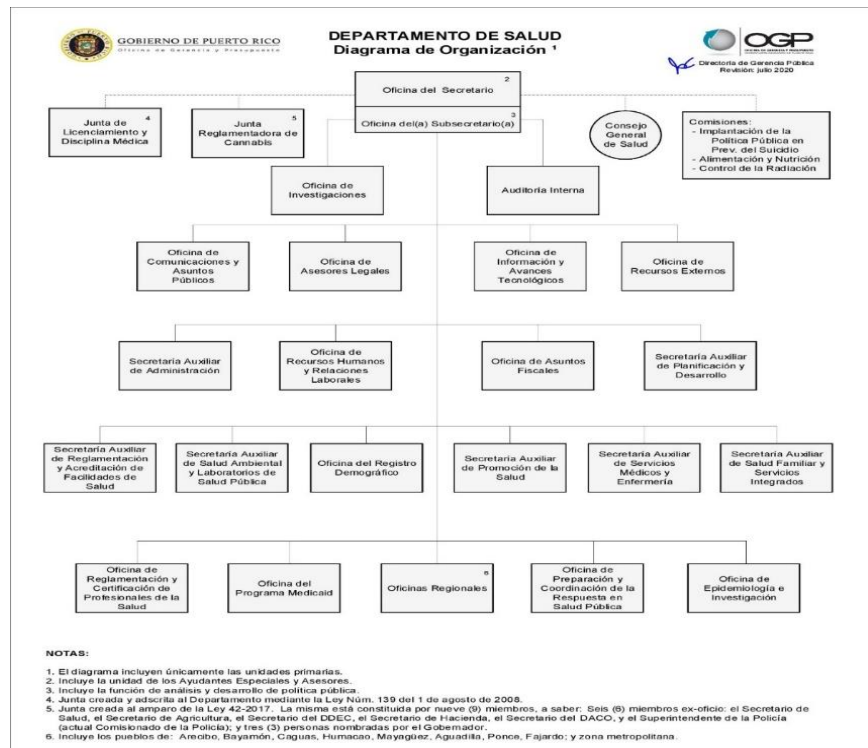 GOBIERNO DE PUERTO RICO
Oficina de Gerencia y Presupuesto
DEPARTAMENTO DE SALUD
Diagrama de Organización ¹
OGP
Directoría de Gerencia Pública
Revisión: julio 2020
2
Oficina del Secretario
3
Oficina del(a) Subsecretario(a)
4
Junta de
Licenciamiento y
Disciplina Médica
5
Junta
Reglamentadora de
Cannabis
Consejo
General
de Salud
Comisiones:
- Implantación de la
Política Pública en
Prev. del Suicidio
- Alimentación y Nutrición
- Control de la Radiación
Oficina de
Investigaciones
Auditoría Interna
Oficina de
Comunicaciones y
Asuntos
Públicos
Oficina de
Asesores Legales
Oficina de
Información y
Avances
Tecnológicos
Oficina de
Recursos Externos
Secretaría Auxiliar
de Administración
Oficina de
Recursos Humanos
y Relaciones
Laborales
Oficina de Asuntos
Fiscales
Secretaría Auxiliar
de Planificación y
Desarrollo
Secretaría Auxiliar
de Reglamentación
y Acreditación de
Facilidades de
Salud
Secretaría Auxiliar
de Salud Ambiental
y Laboratorios de
Salud Pública
Oficina del Registro
Demográfico
Secretaría Auxiliar
de Promoción de la
Salud
Secretaría Auxiliar
de Servicios
Médicos y
Enfermería
Secretaría Auxiliar
de Salud Familiar y
Servicios
Integrados
Oficina de
Reglamentación y
Certificación de
Profesionales de la
Salud
Oficina del
Programa Medicaid
6
Oficinas Regionales
Oficina de
Preparación y
Coordinación de la
Respuesta en
Salud Pública
Oficina de
Epidemiología e
Investigación
NOTAS:
1. El diagrama incluyen únicamente las unidades primarias.
2. Incluye la unidad de los Ayudantes Especiales y Asesores.
3. Incluye la función de análisis y desarrollo de política pública.
4. Junta creada y adscrita al Departamento mediante la Ley Núm. 139 del 1 de agosto de 2008.
5. Junta creada al amparo de la Ley 42-2017. La misma está constituida por nueve (9) miembros, a saber: Seis (6) miembros ex-oficio: el Secretario de
Salud, el Secretario de Agricultura, el Secretario del DDEC, el Secretario de Hacienda, el Secretario del DACO, y el Superintendente de la Policía
(actual Comisionado de la Policía); y tres (3) personas nombradas por el Gobernador.
6. Incluye los pueblos de: Arecibo, Bayamón, Caguas, Humacao, Mayagüez, Aguadilla, Ponce, Fajardo; y zona metropolitana.